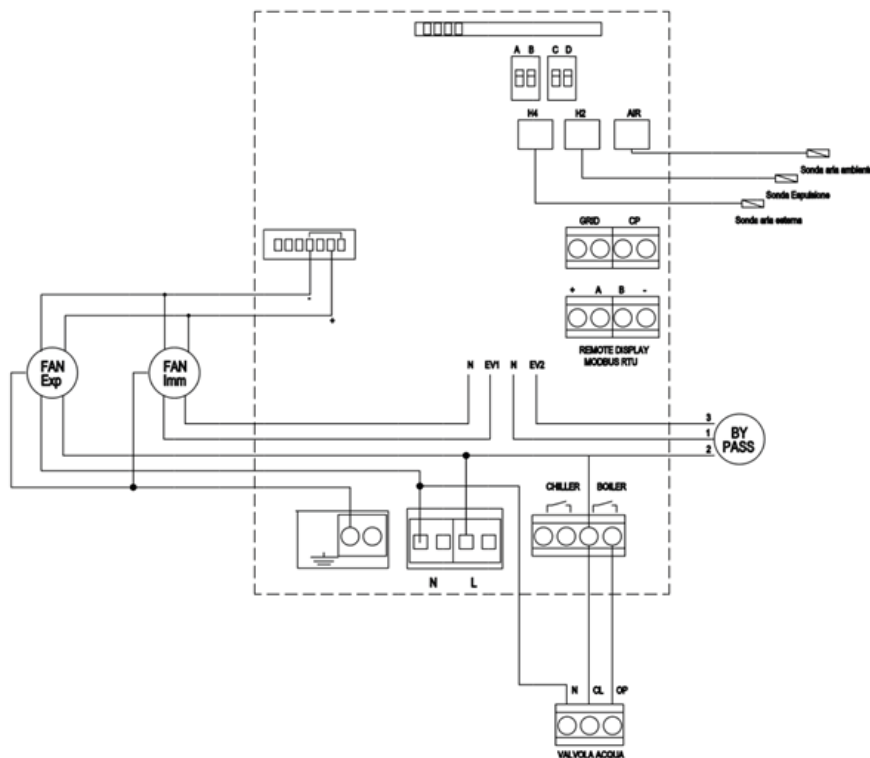 A B C D
H4 H2 AIR
Sonda aria ambiente
Sonda Espulsione
Sonda aria esterna
GRID CP
+ A B -
REMOTE DISPLAY
MODBUS RTU
-
+
FAN
Exp
FAN
Imm
N EV1 N EV2
3
1
2
BY
PASS
CHILLER BOILER
N L
N CL OP
VALVOLA ACQUA